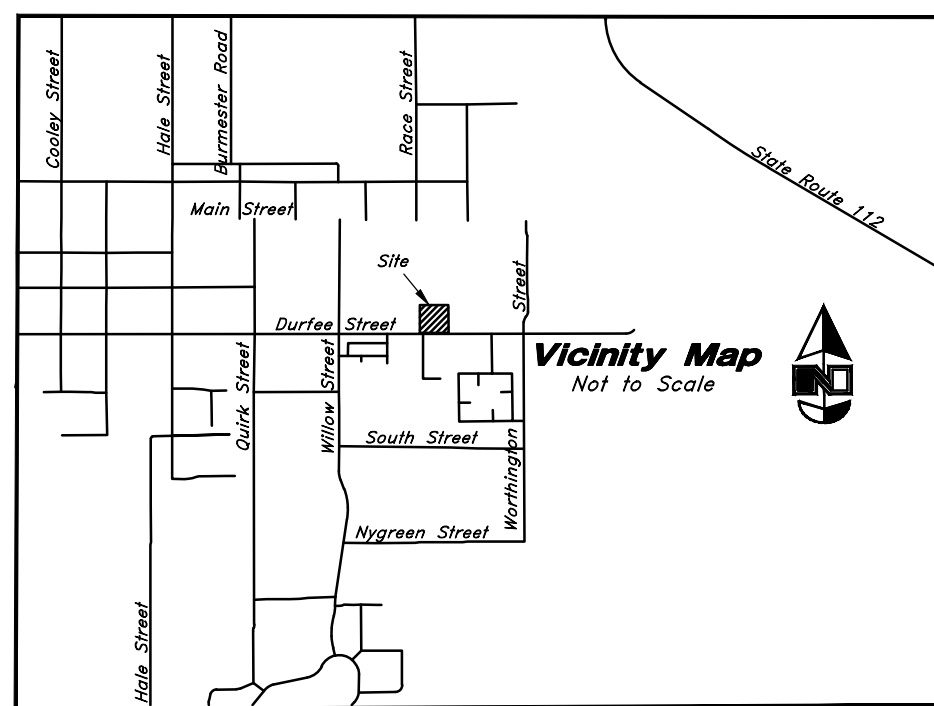 Cooley Street
Hale Street
Burmester Road
Race Street
State Route 112
Main Street
Site
Street
Durfee Street
Vicinity Map
Not to Scale
N
Quirk Street
Willow Street
South Street
Worthington
Nygreen Street
Hale Street